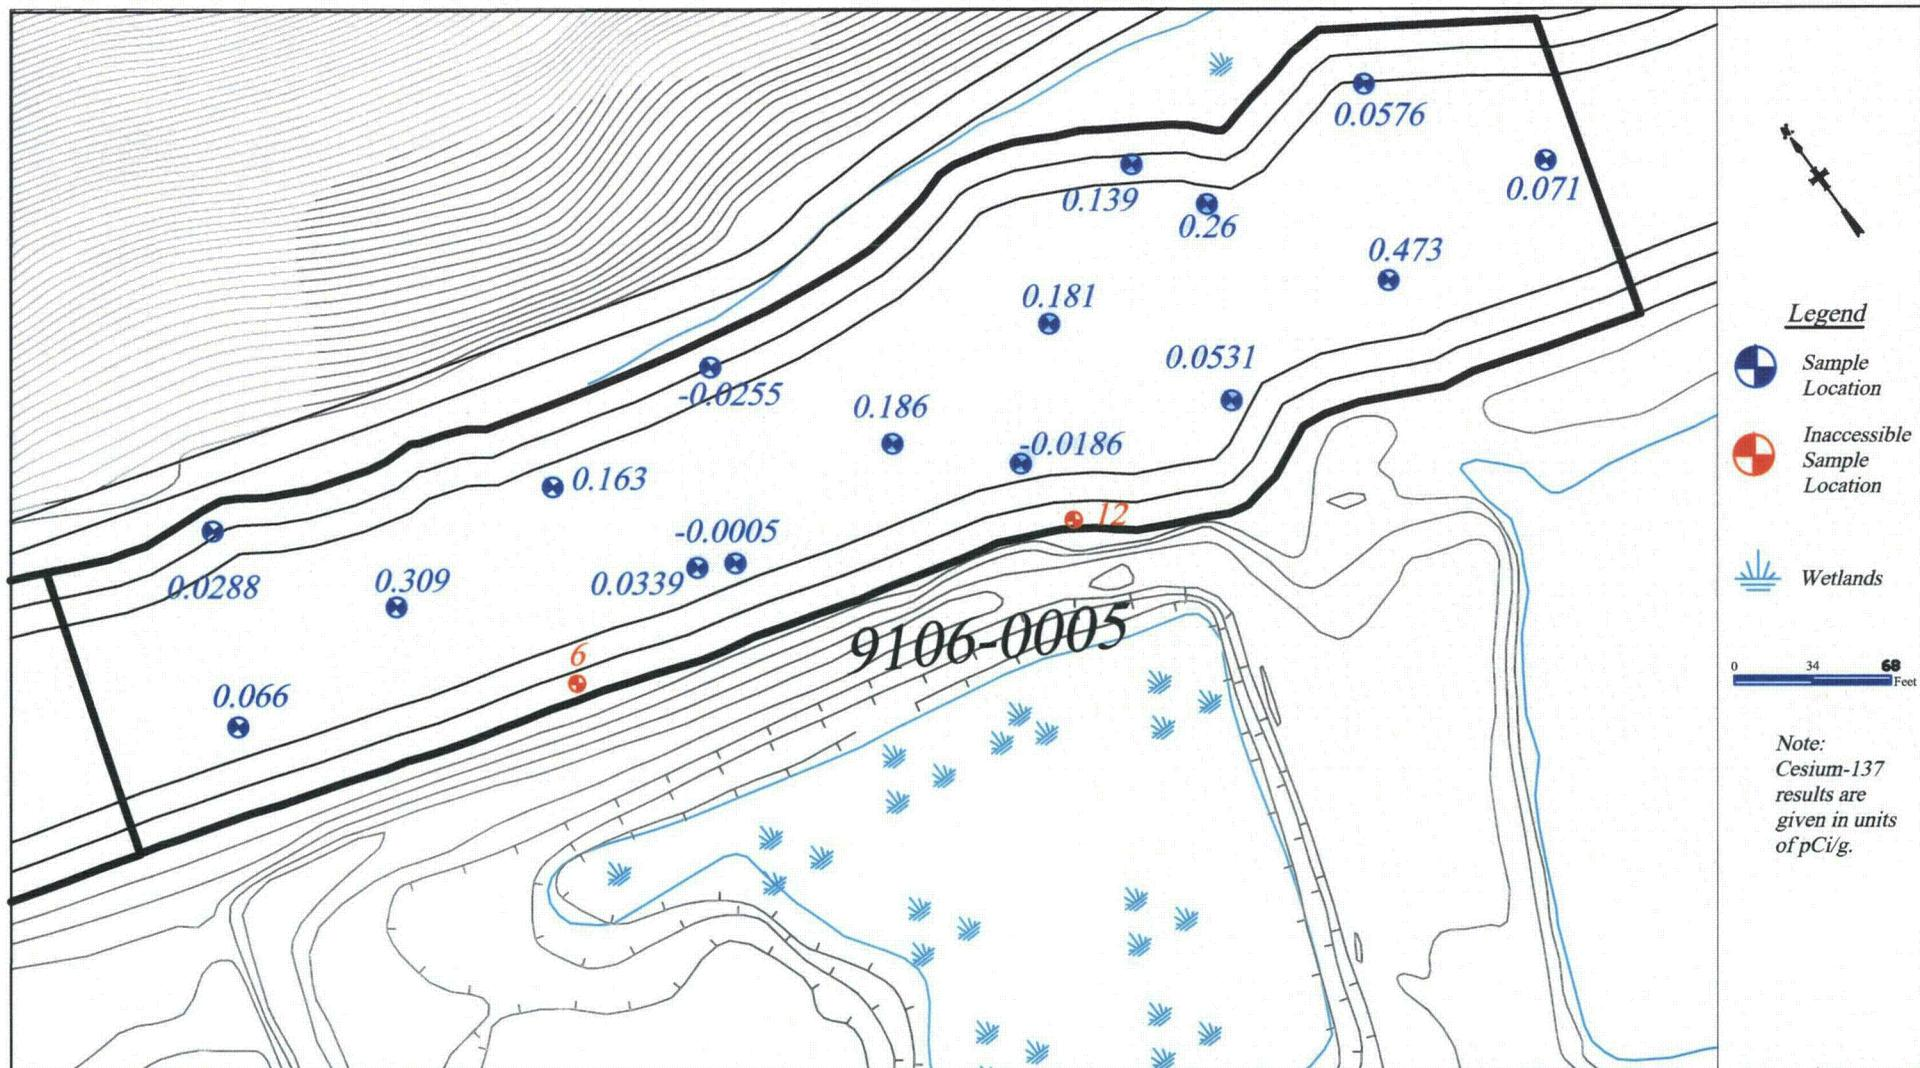 0.0576
0.139
0.26
0.071
0.473
0.181
0.0531
-0.0255
0.186
-0.0186
0.163
12
-0.0005
0.0339
0.0288
0.309
6
9106-0005
0.066
Legend
Sample
Location
Inaccessible
Sample
Location
Wetlands
0 34 68
Feet
Note:
Cesium-137
results are
given in units
of pCi/g.